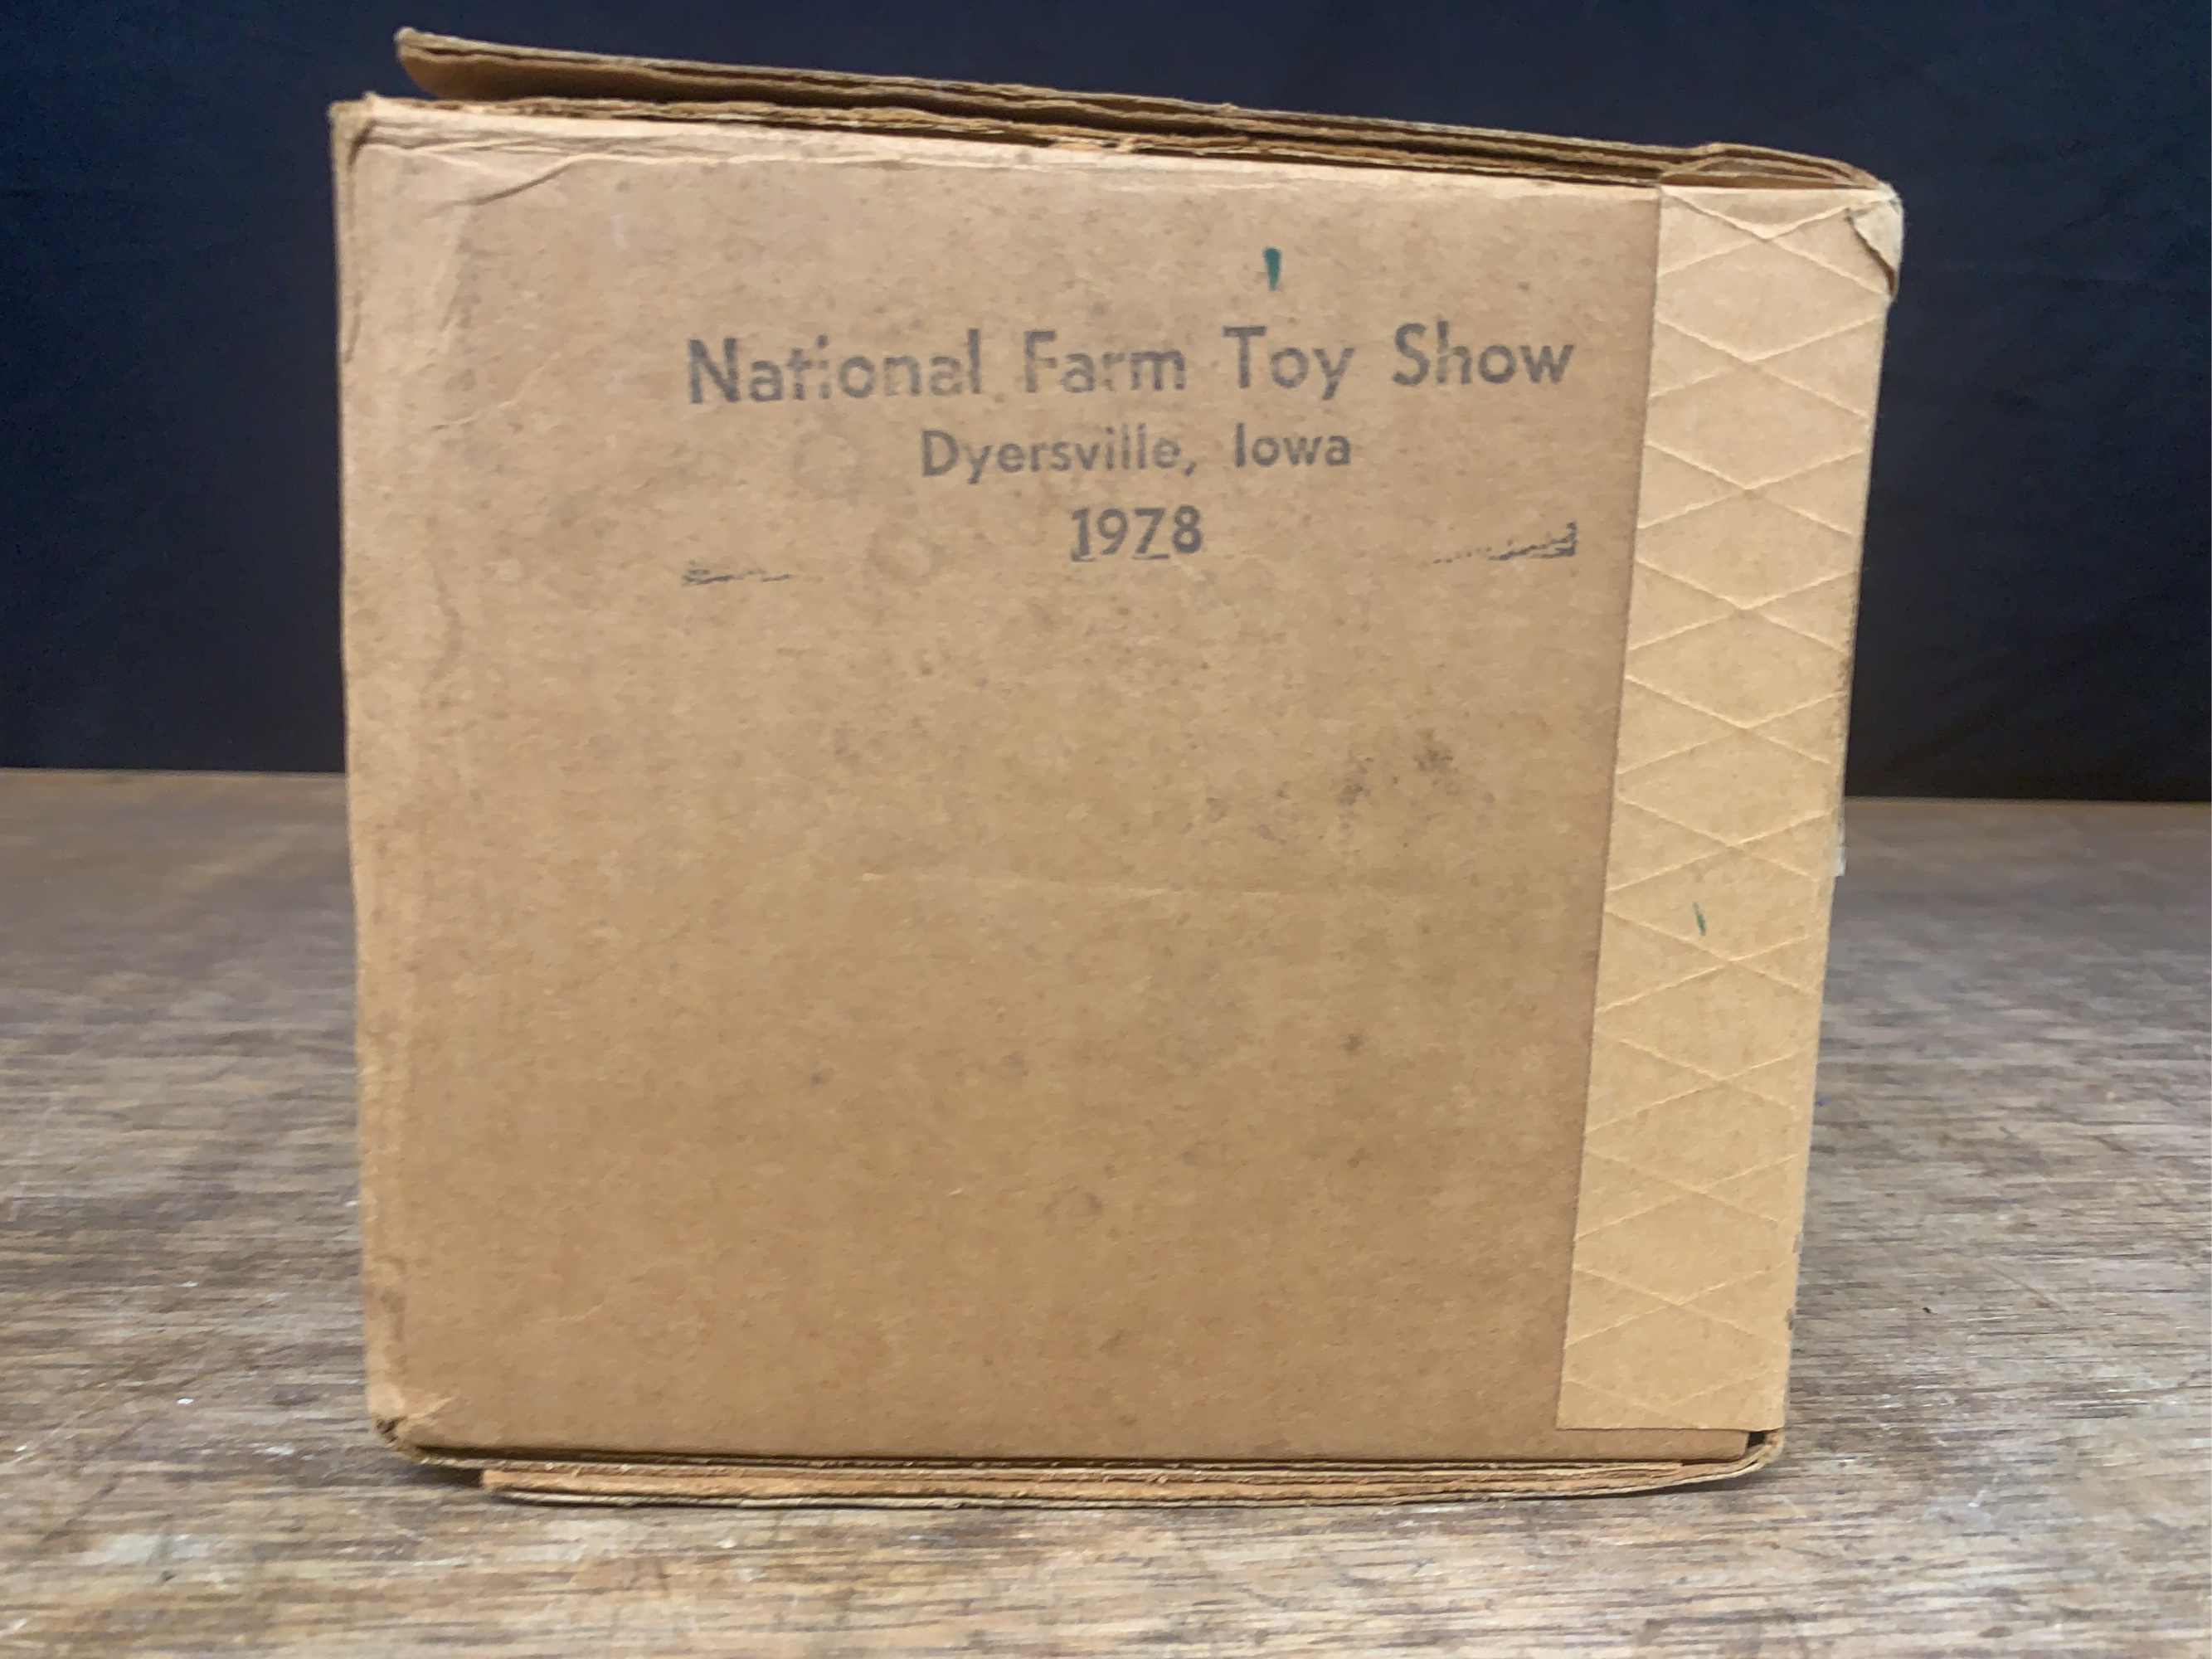 National Farm Toy Show
Dyersville, Iowa
1978